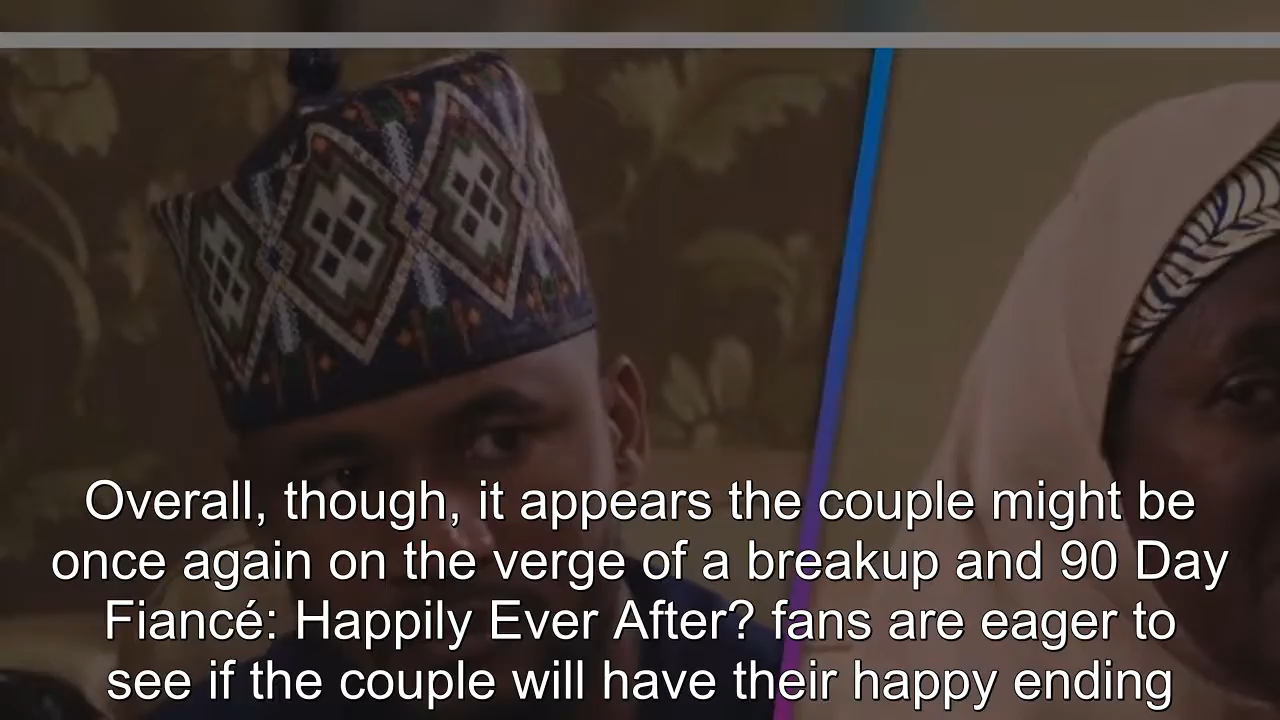 Overall, though, it appears the couple might be
once again on the verge of a breakup and 90 Day
Fiancé: Happily Ever After? fans are eager to
see if the couple will have their happy ending